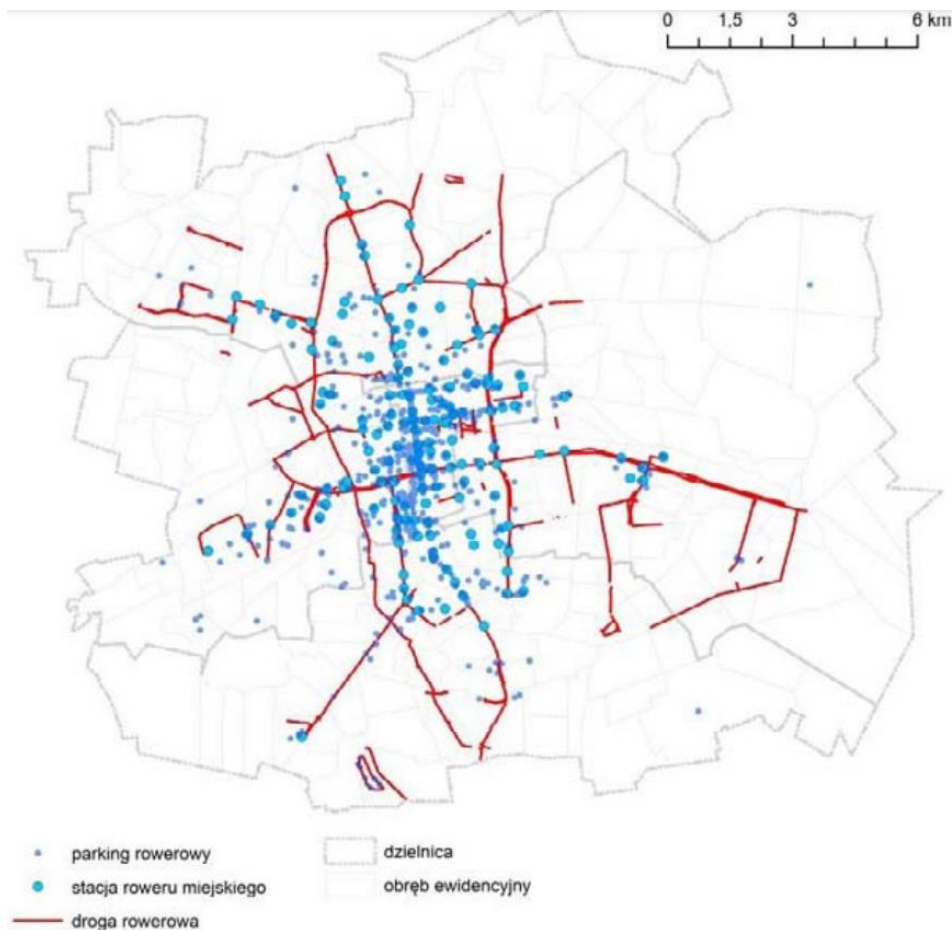 0 1,5 3 6 km
parking rowerowy
stacja roweru miejskiego
droga rowerowa
dzielnica
obręb ewidencyjny